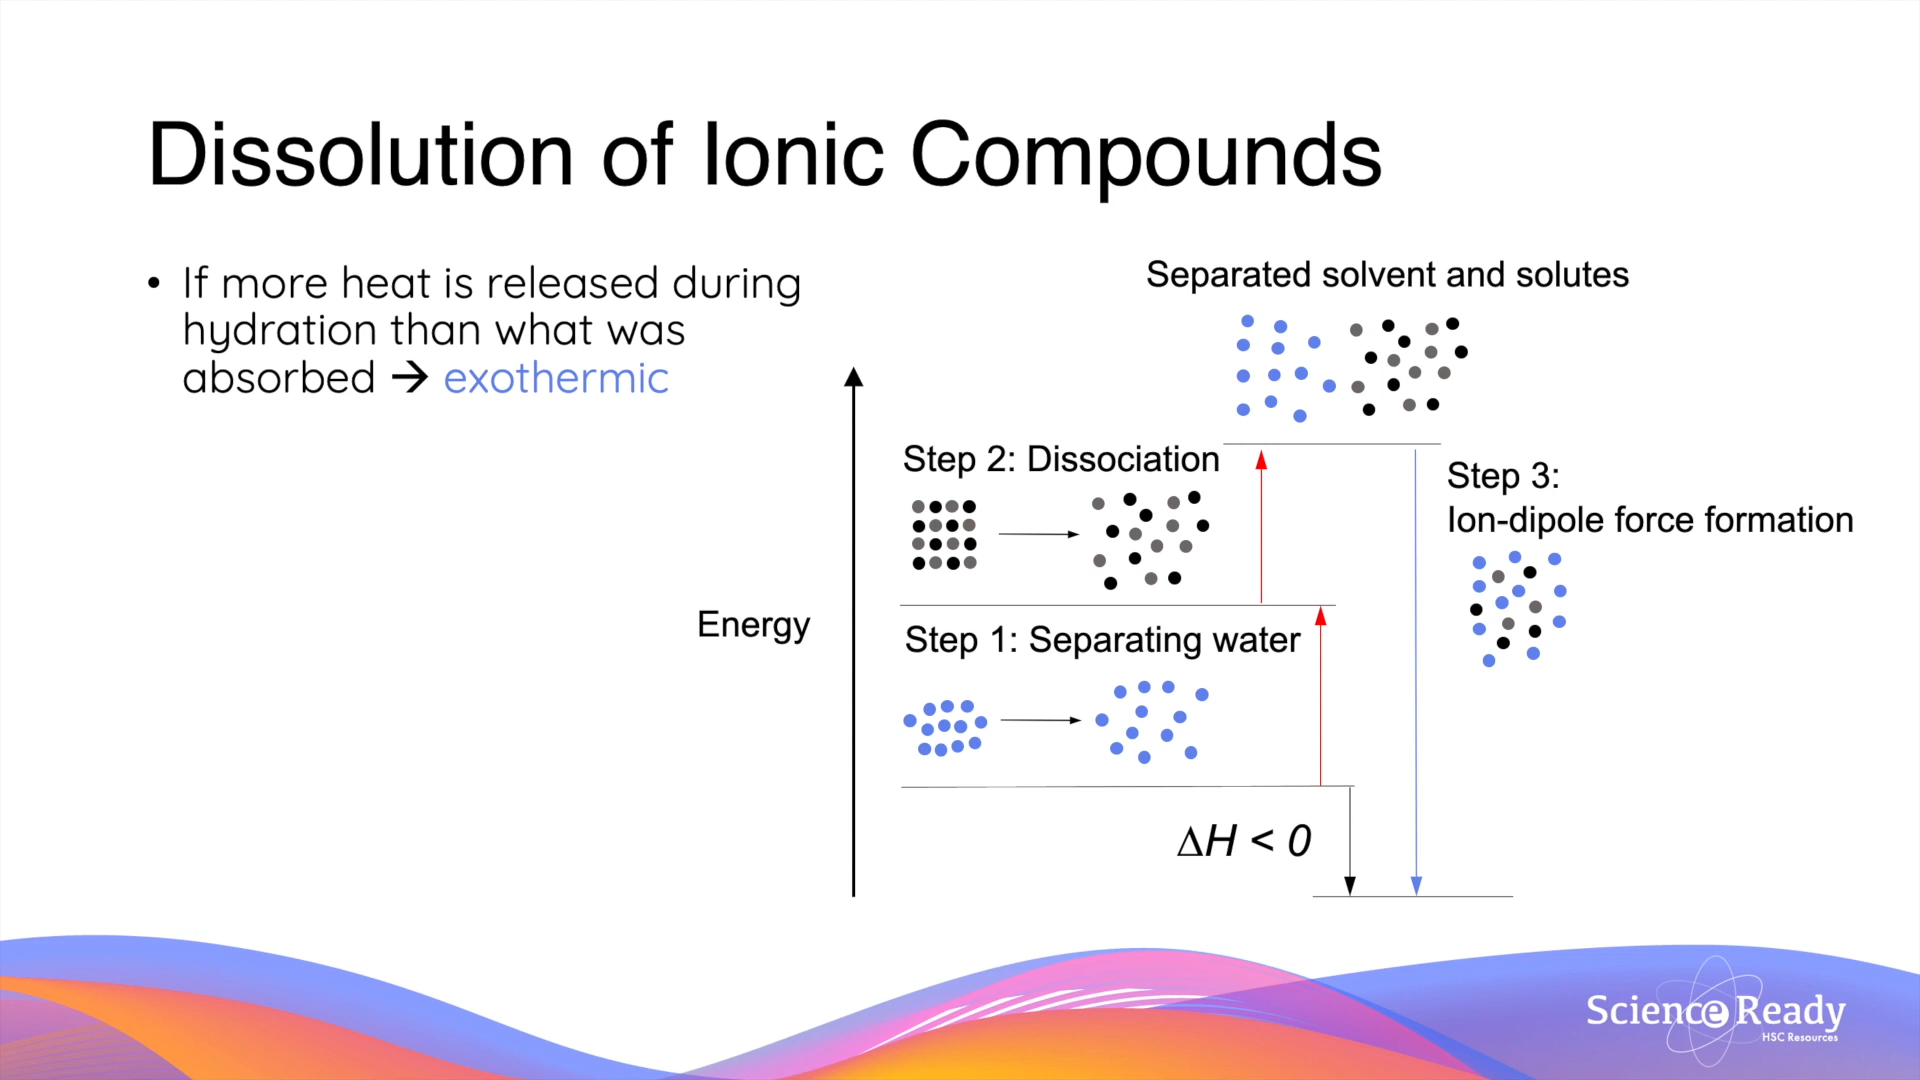 Dissolution of Ionic Compounds
• If more heat is released during
hydration than what was
absorbed → exothermic
Separated solvent and solutes
Step 2: Dissociation
Step 3:
Ion-dipole force formation
Energy
Step 1: Separating water
ΔH < 0
Science Ready
HSC Resources